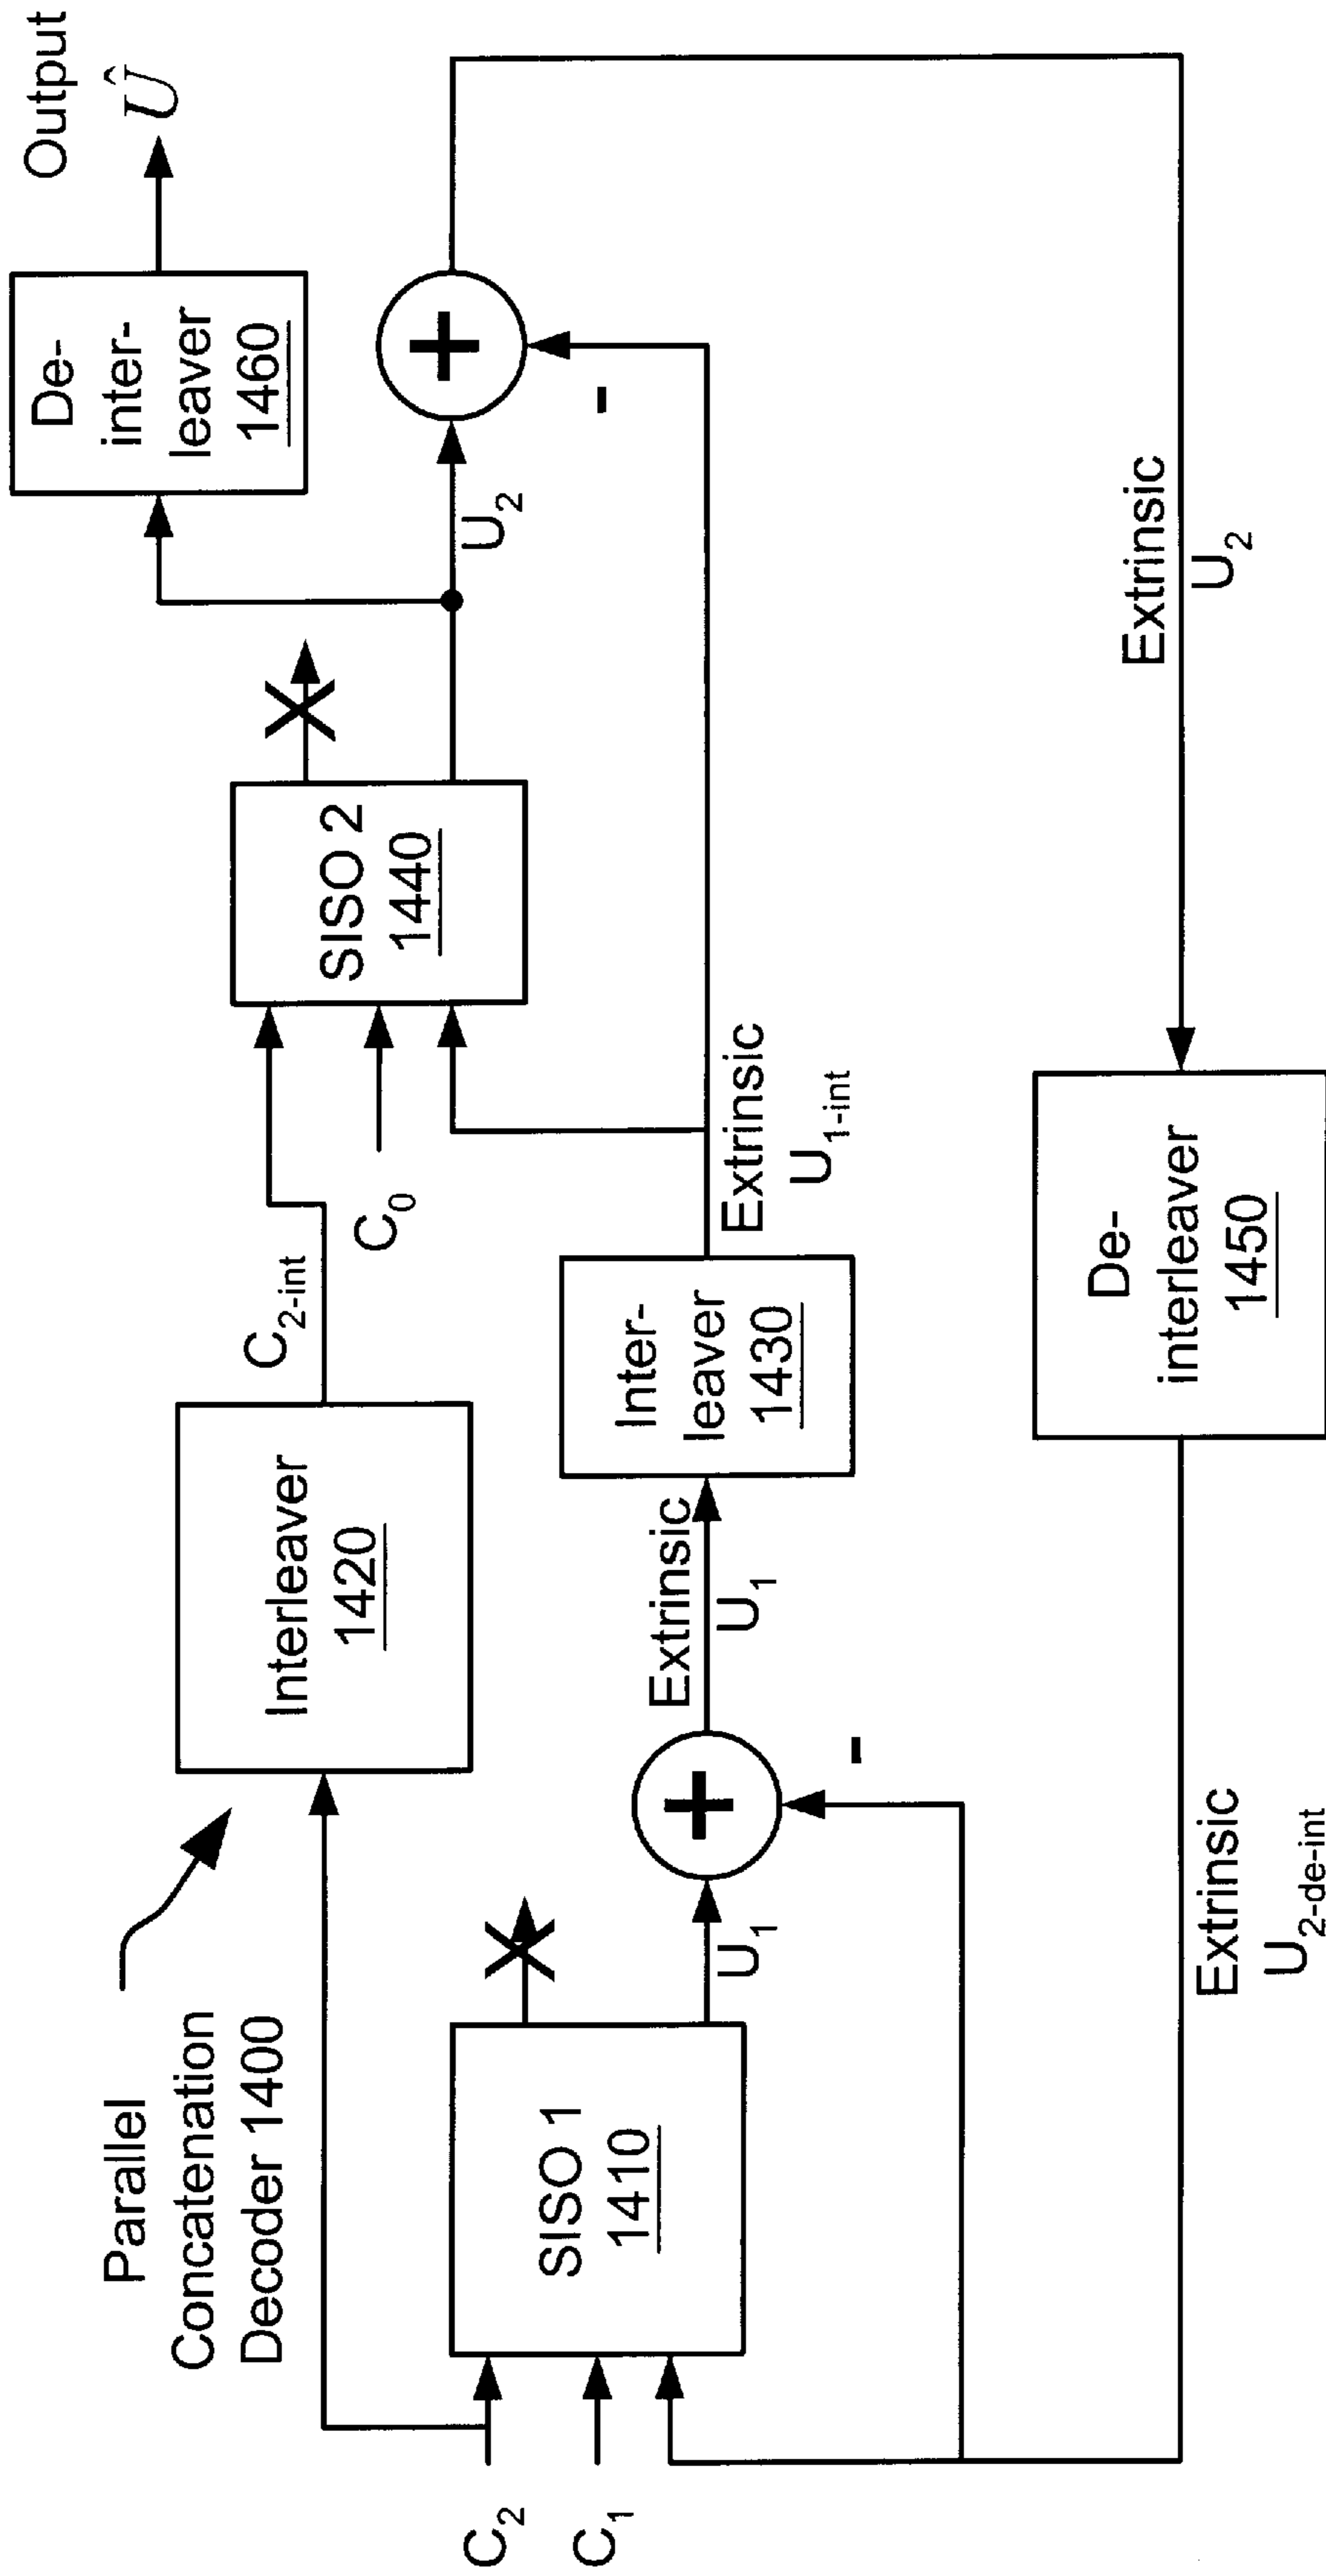 Parallel
Concatenation
Decoder 1400
C2
C1
SISO 1
1410
U1
+
-
Extrinsic
U1
Interleaver
1420
C2-int
C0
Inter-
leaver
1430
Extrinsic
U1-int
SISO 2
1440
U2
+
-
De-
inter-
leaver
1460
Output
Û
Extrinsic
U2
De-
interleaver
1450
Extrinsic
U2-de-int